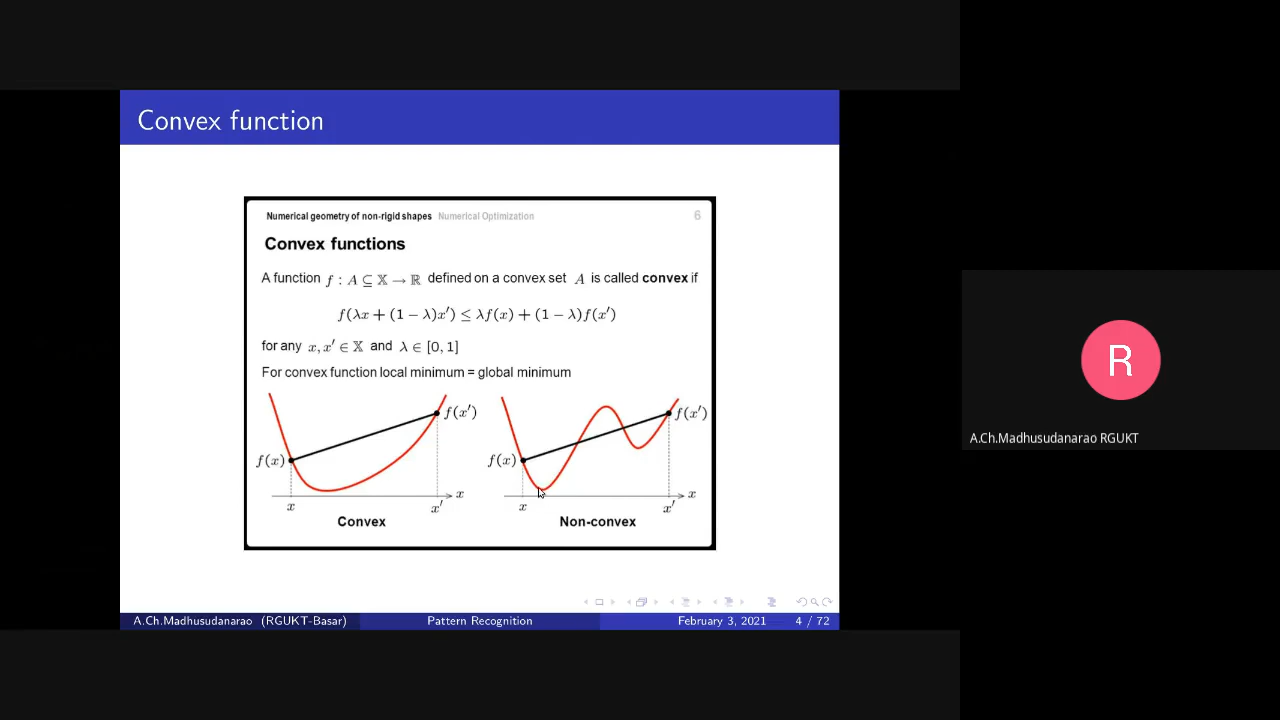 Convex function
Numerical geometry of non-rigid shapes Numerical Optimization 6
Convex functions
A function f : A ⊆ 𝕏 → ℝ defined on a convex set A is called convex if
f(λx + (1 − λ)x′) ≤ λf(x) + (1 − λ)f(x′)
for any x, x′ ∈ 𝕏 and λ ∈ [0, 1]
For convex function local minimum = global minimum
f(x′)
f(x)
x
x
x′
Convex
f(x′)
f(x)
x
x
x′
Non-convex
A.Ch.Madhusudanarao (RGUKT-Basar) Pattern Recognition February 3, 2021 4 / 72
R
A.Ch.Madhusudanarao RGUKT